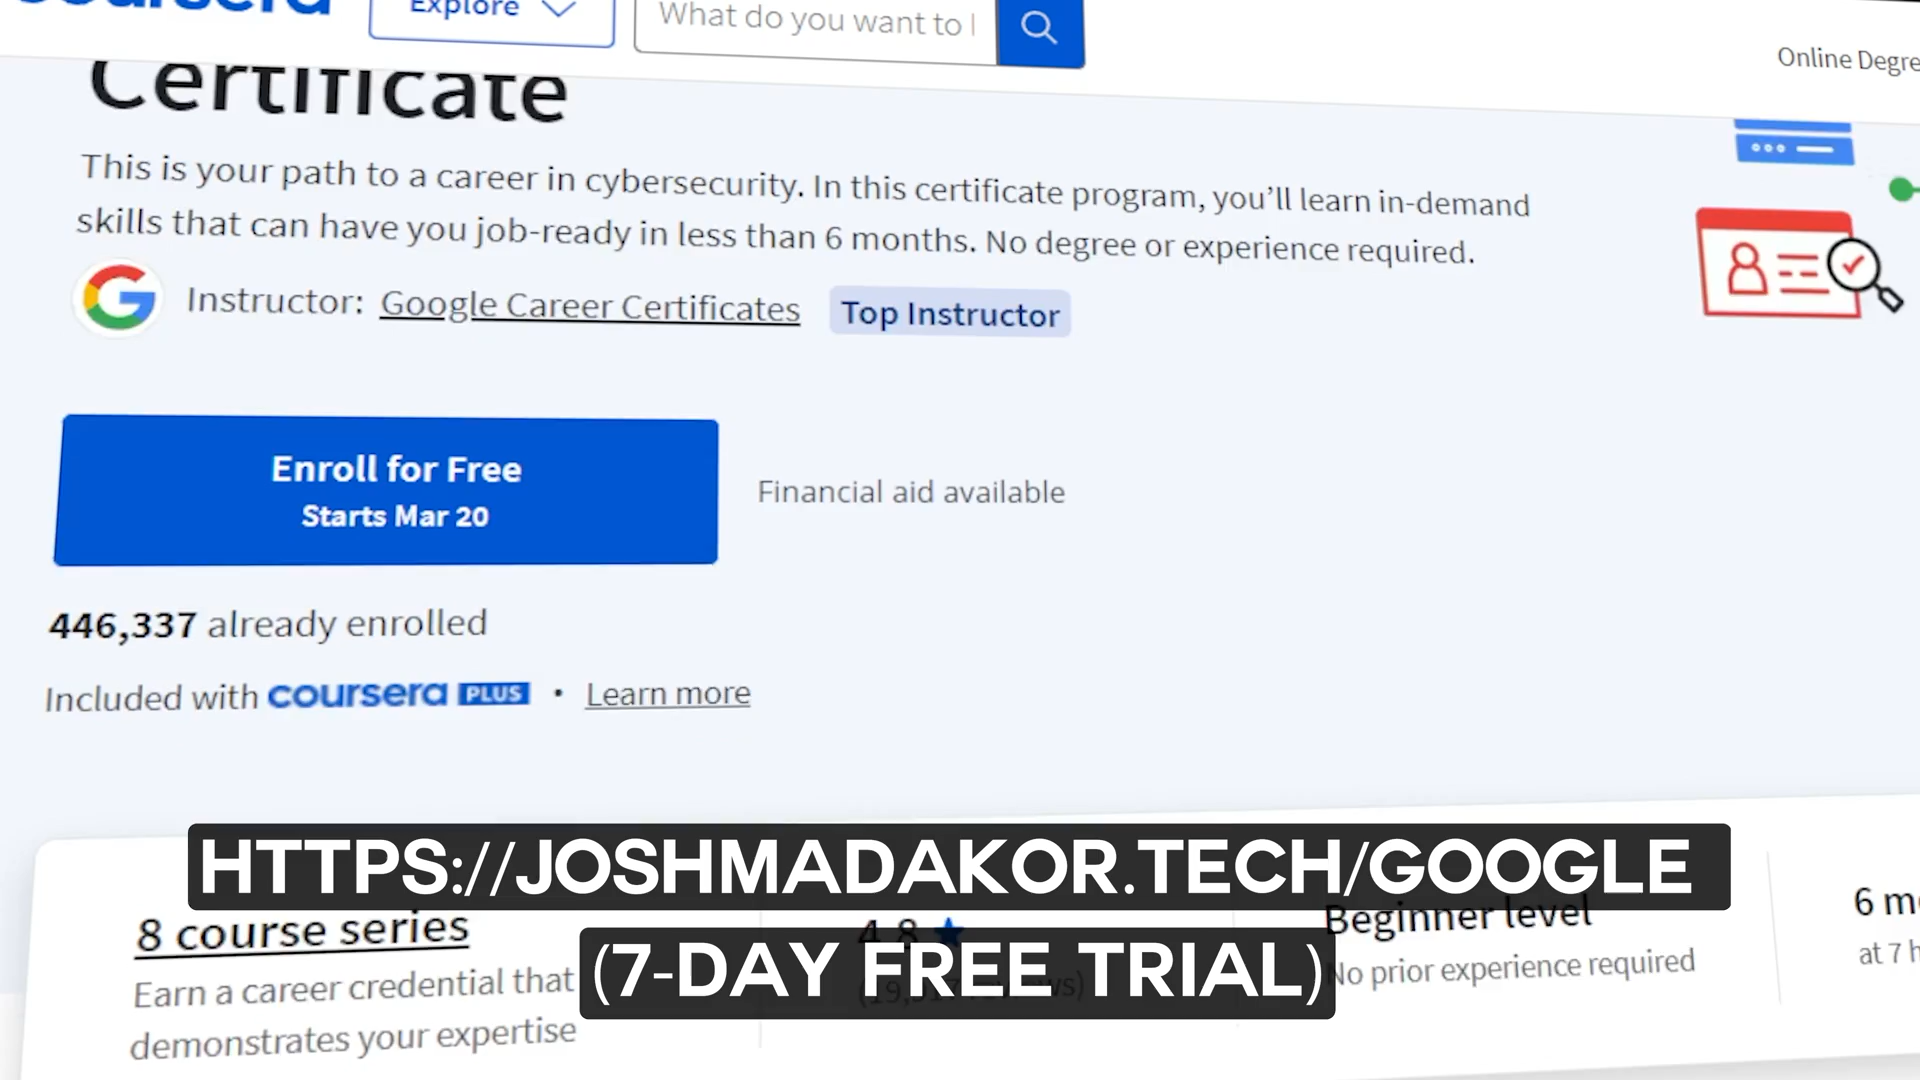 coursera
Explore
What do you want to l
Online Degre
Certificate
This is your path to a career in cybersecurity. In this certificate program, you'll learn in-demand
skills that can have you job-ready in less than 6 months. No degree or experience required.
Instructor: Google Career Certificates Top Instructor
Enroll for Free
Starts Mar 20
Financial aid available
446,337 already enrolled
Included with coursera PLUS • Learn more
HTTPS://JOSHMADAKOR.TECH/GOOGLE
(7-DAY FREE TRIAL)
8 course series
Earn a career credential that
demonstrates your expertise
4.8
Beginner level
No prior experience required
6 mo
at 7 h